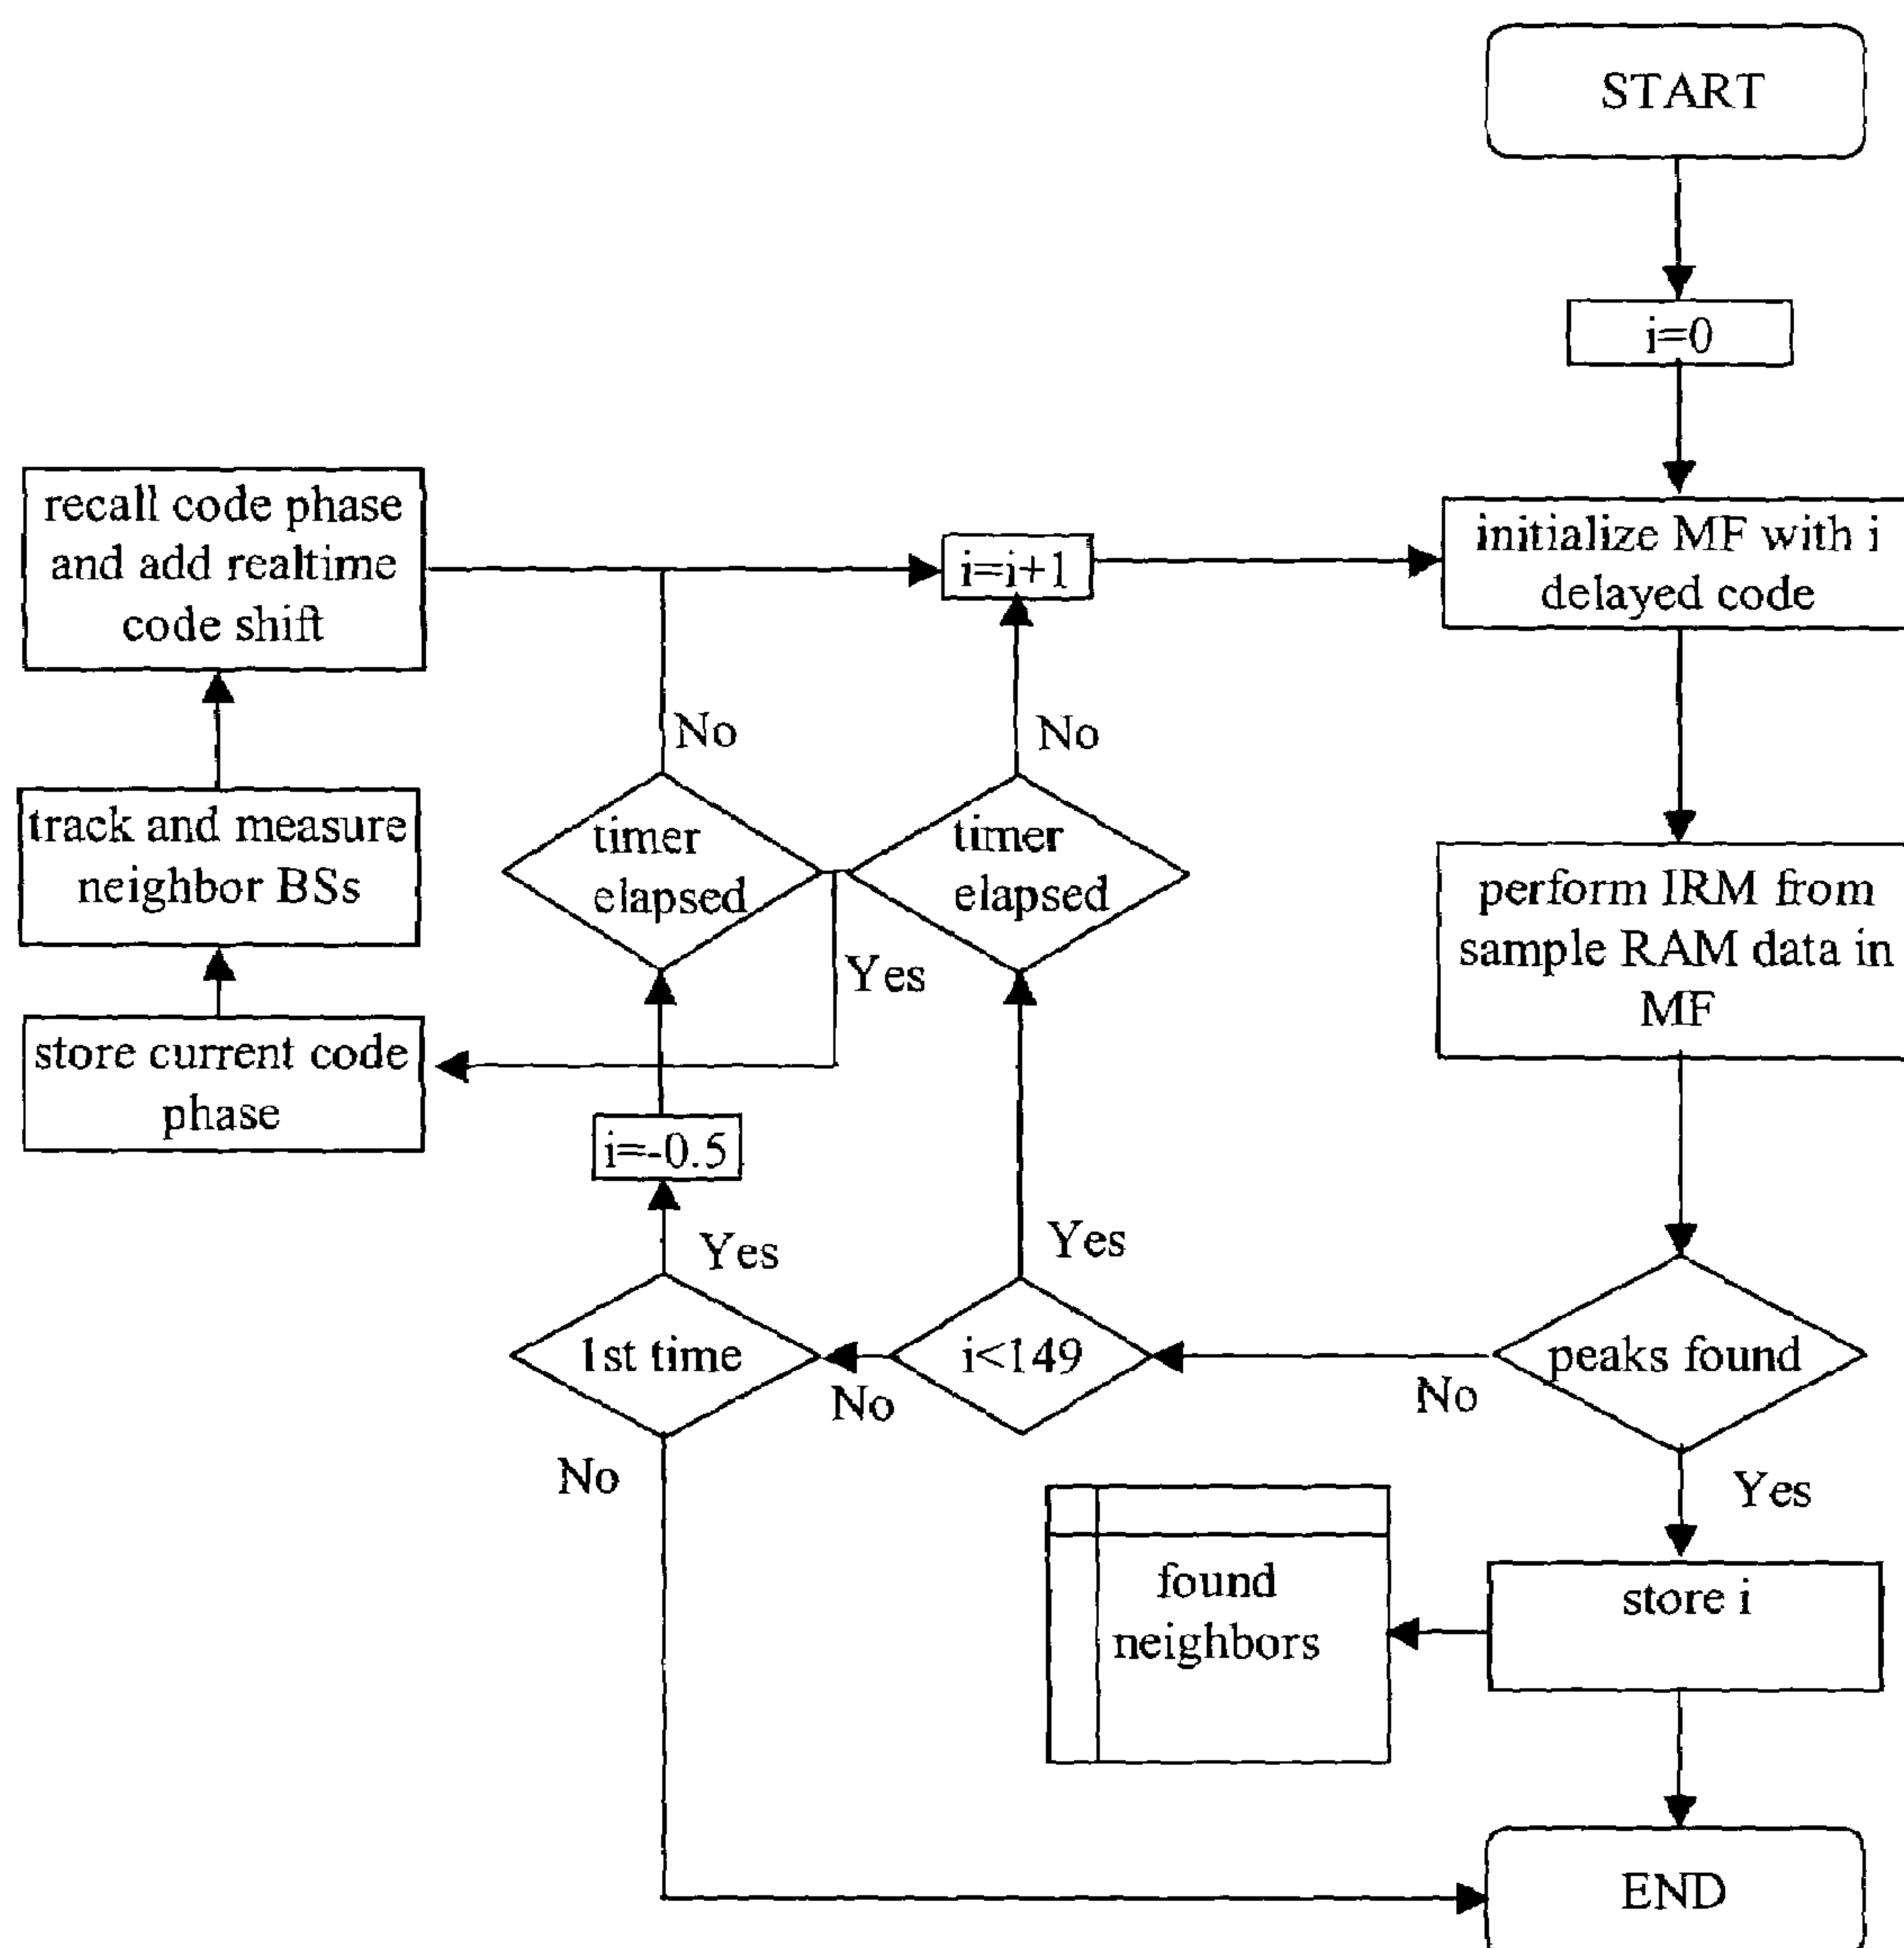 START
i=0
initialize MF with i
delayed code
perform IRM from
sample RAM data in
MF
peaks found
No
Yes
store i
found
neighbors
END
i<149
Yes
No
1st time
Yes
No
i=-0.5
timer
elapsed
No
timer
elapsed
No
Yes
i=i+1
store current code
phase
track and measure
neighbor BSs
recall code phase
and add realtime
code shift